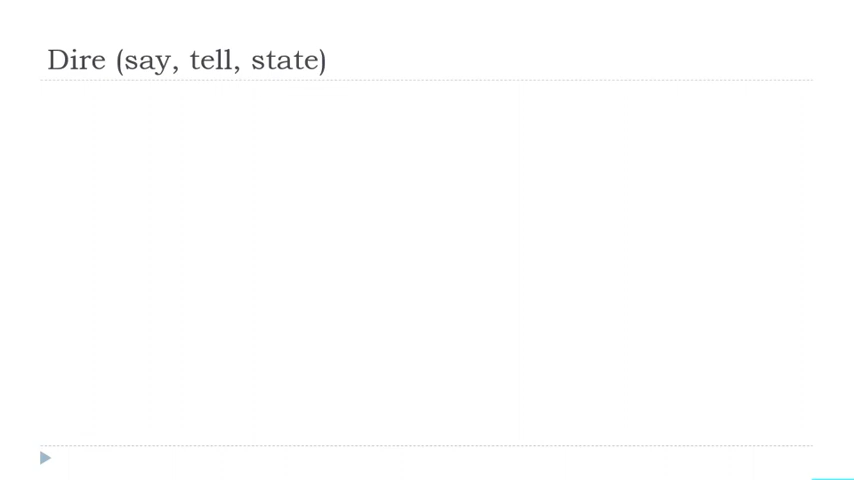 Dire (say, tell, state)